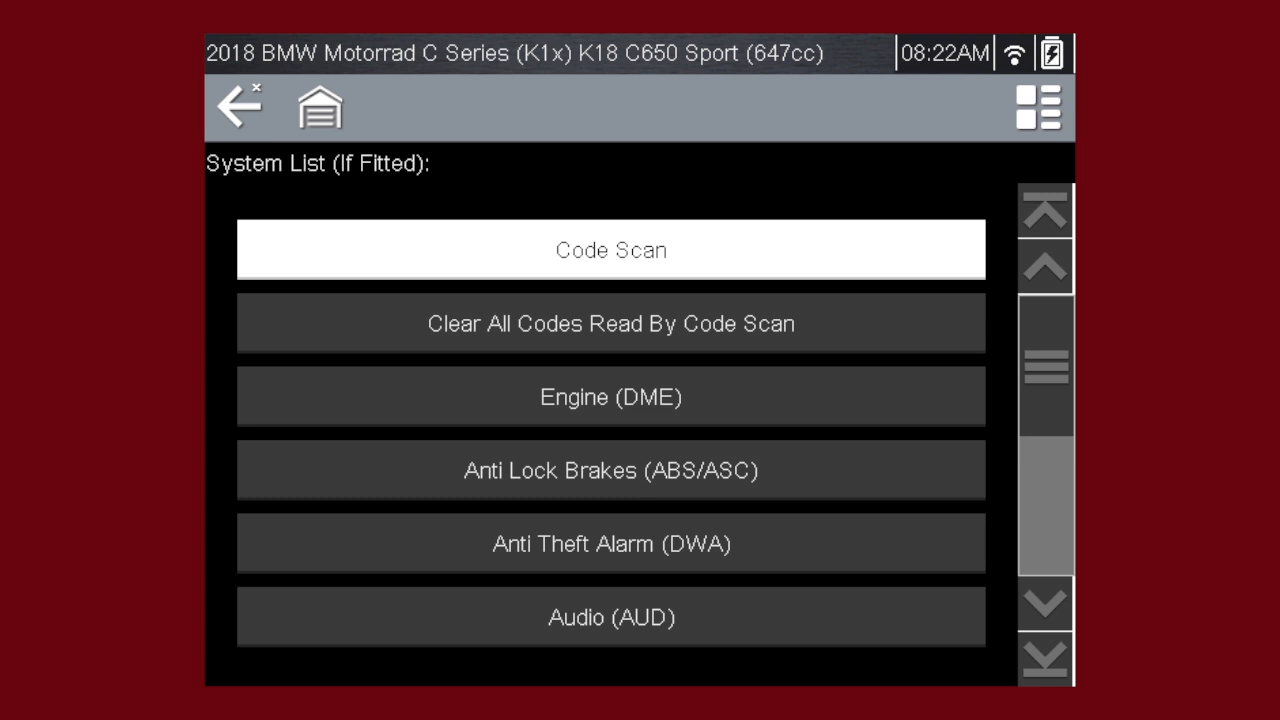 2018 BMW Motorrad C Series (K1x) K18 C650 Sport (647cc) 08:22AM
System List (If Fitted):
Code Scan
Clear All Codes Read By Code Scan
Engine (DME)
Anti Lock Brakes (ABS/ASC)
Anti Theft Alarm (DWA)
Audio (AUD)